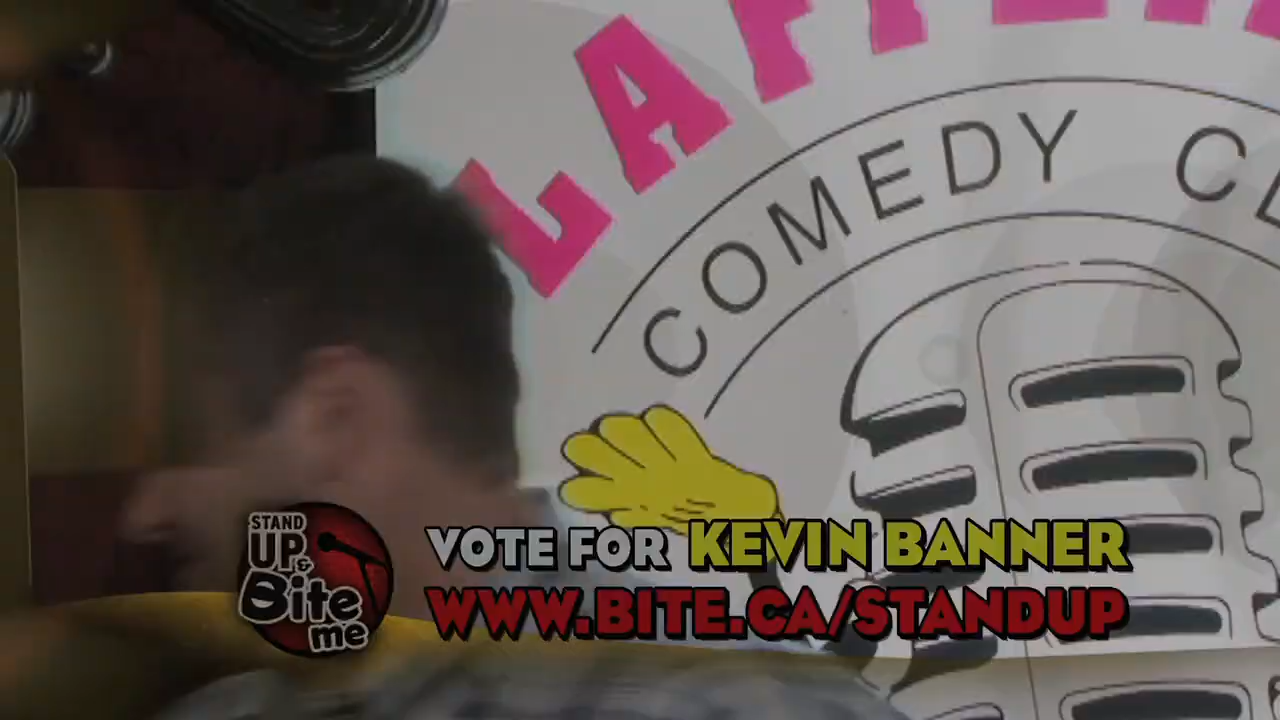 COMEDY
STAND
UP &
Bite
me
VOTE FOR KEVIN BANNER
WWW.BITE.CA/STANDUP